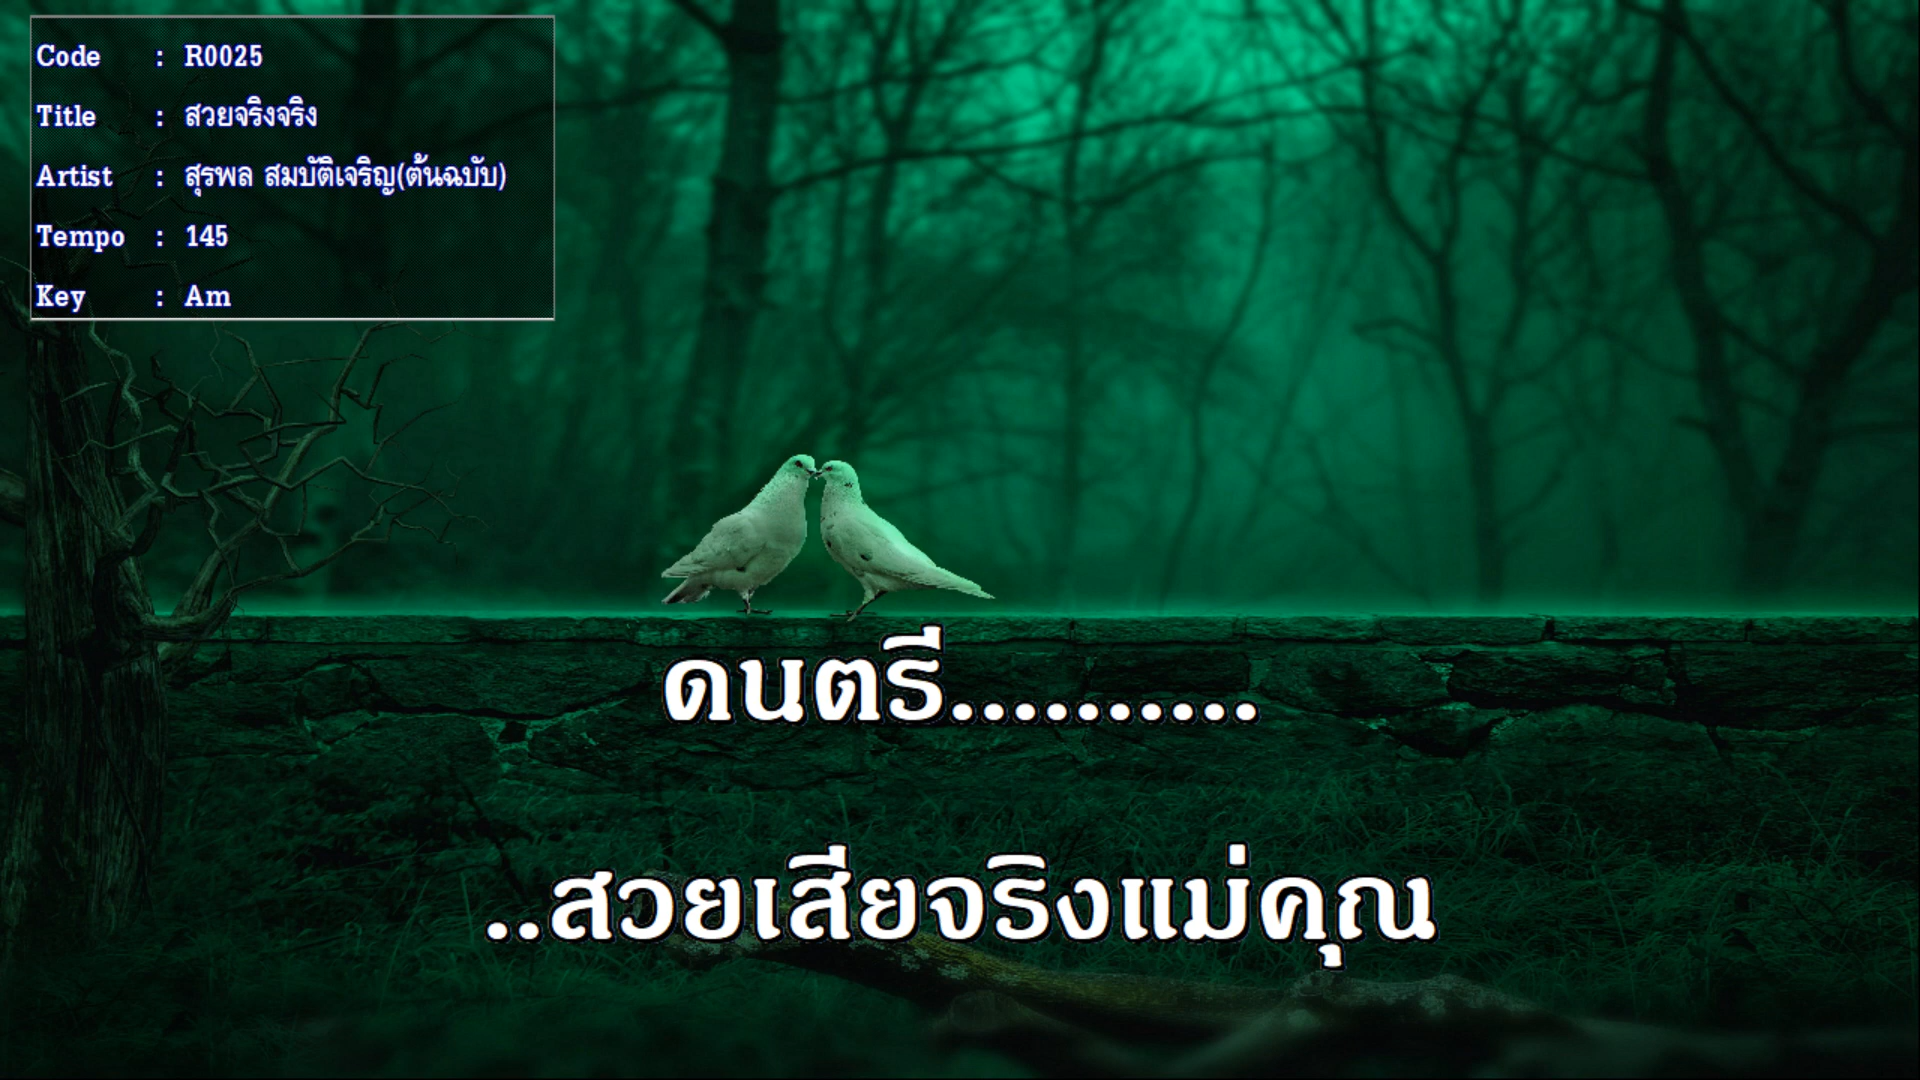 Code : R0025
Title : สวยจริงจริง
Artist : สุรพล สมบัติเจริญ(ต้นฉบับ)
Tempo : 145
Key : Am
ดนตรี..........
..สวยเสียจริงแม่คุณ